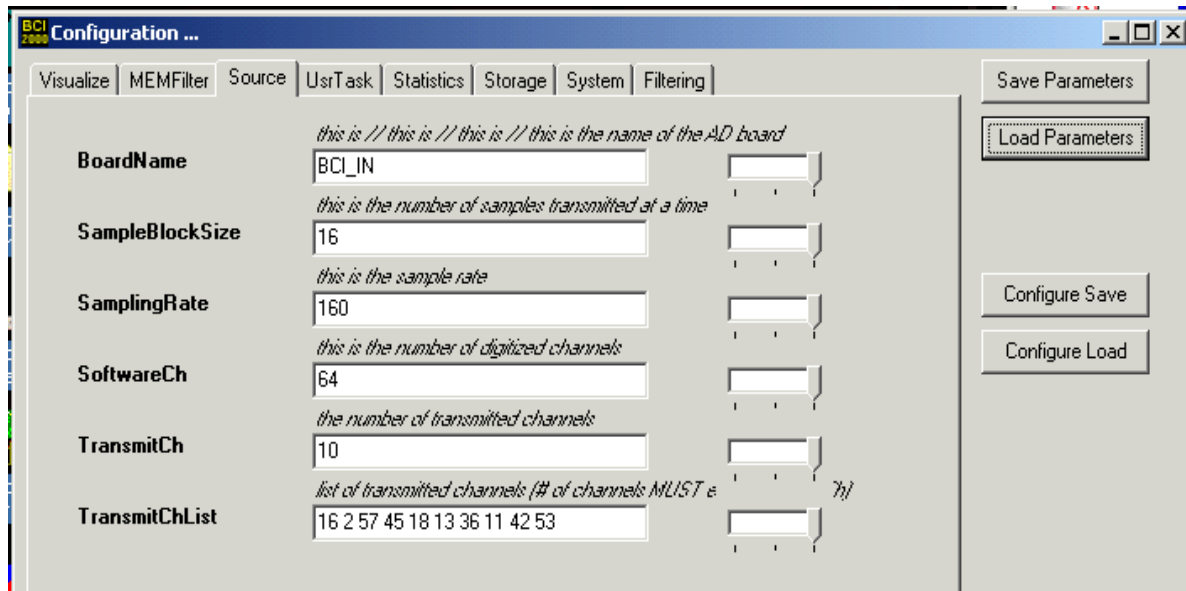 BCI
2000 Configuration ...
Visualize MEMFilter Source UsrTask Statistics Storage System Filtering
Save Parameters
Load Parameters
Configure Save
Configure Load
this is // this is // this is // this is the name of the AD board
BoardName BCI_IN
this is the number of samples transmitted at a time
SampleBlockSize 16
this is the sample rate
SamplingRate 160
this is the number of digitized channels
SoftwareCh 64
the number of transmitted channels
TransmitCh 10
list of transmitted channels (# of channels MUST
TransmitChList 16 2 57 45 18 13 36 11 42 53